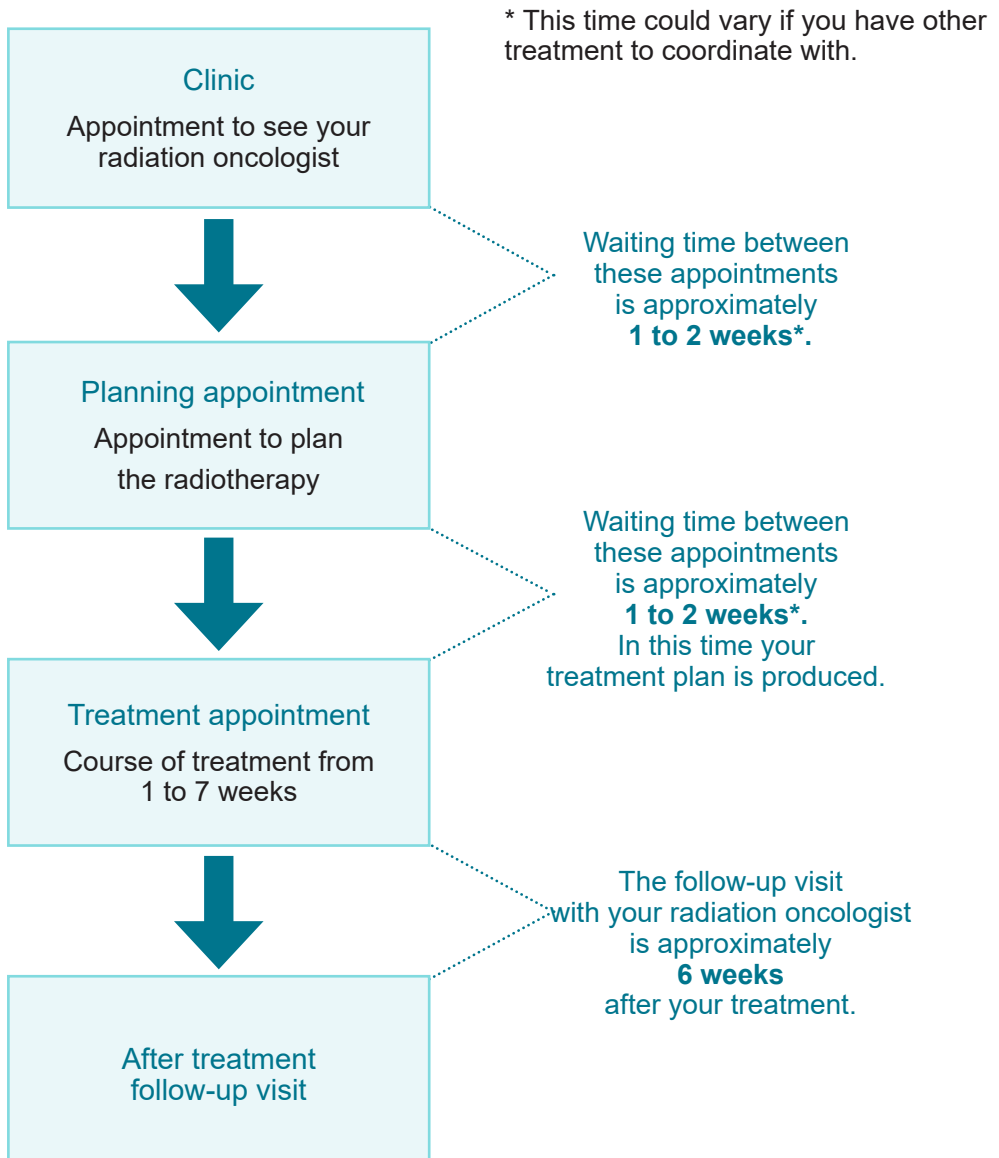 * This time could vary if you have other
treatment to coordinate with.
Clinic
Appointment to see your
radiation oncologist
Waiting time between
these appointments
is approximately
1 to 2 weeks*.
Planning appointment
Appointment to plan
the radiotherapy
Waiting time between
these appointments
is approximately
1 to 2 weeks*.
In this time your
treatment plan is produced.
Treatment appointment
Course of treatment from
1 to 7 weeks
The follow-up visit
with your radiation oncologist
is approximately
6 weeks
after your treatment.
After treatment
follow-up visit